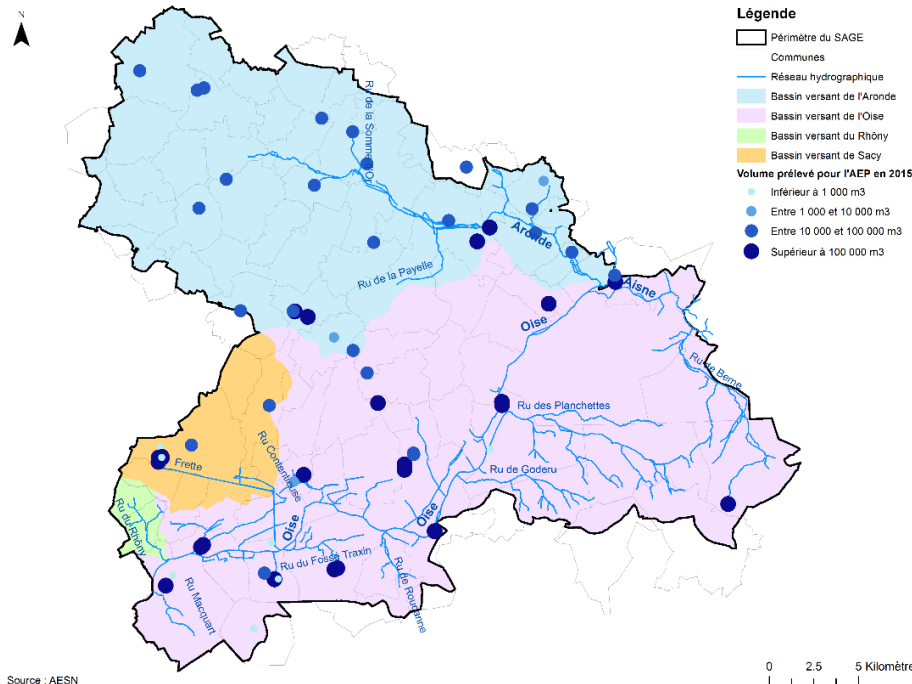 N
Légende
Périmètre du SAGE
Communes
Réseau hydrographique
Bassin versant de l'Aronde
Bassin versant de l'Oise
Bassin versant du Rhôny
Bassin versant de Sacy
Volume prélevé pour l'AEP en 2015
Inférieur à 1 000 m3
Entre 1 000 et 10 000 m3
Entre 10 000 et 100 000 m3
Supérieur à 100 000 m3
Ru de la Somme d'Or
Aronde
Ru de la Payelle
Aisne
Oise
Ru de Berne
Ru des Planchettes
Ru Contentieuse
Frette
Ru de Goderu
Ru du Rhôny
Oise
Oise
Ru du Fossé Traxin
Ru de Roucanne
Ru Macquart
Source : AESN
0 2.5 5 Kilomètre